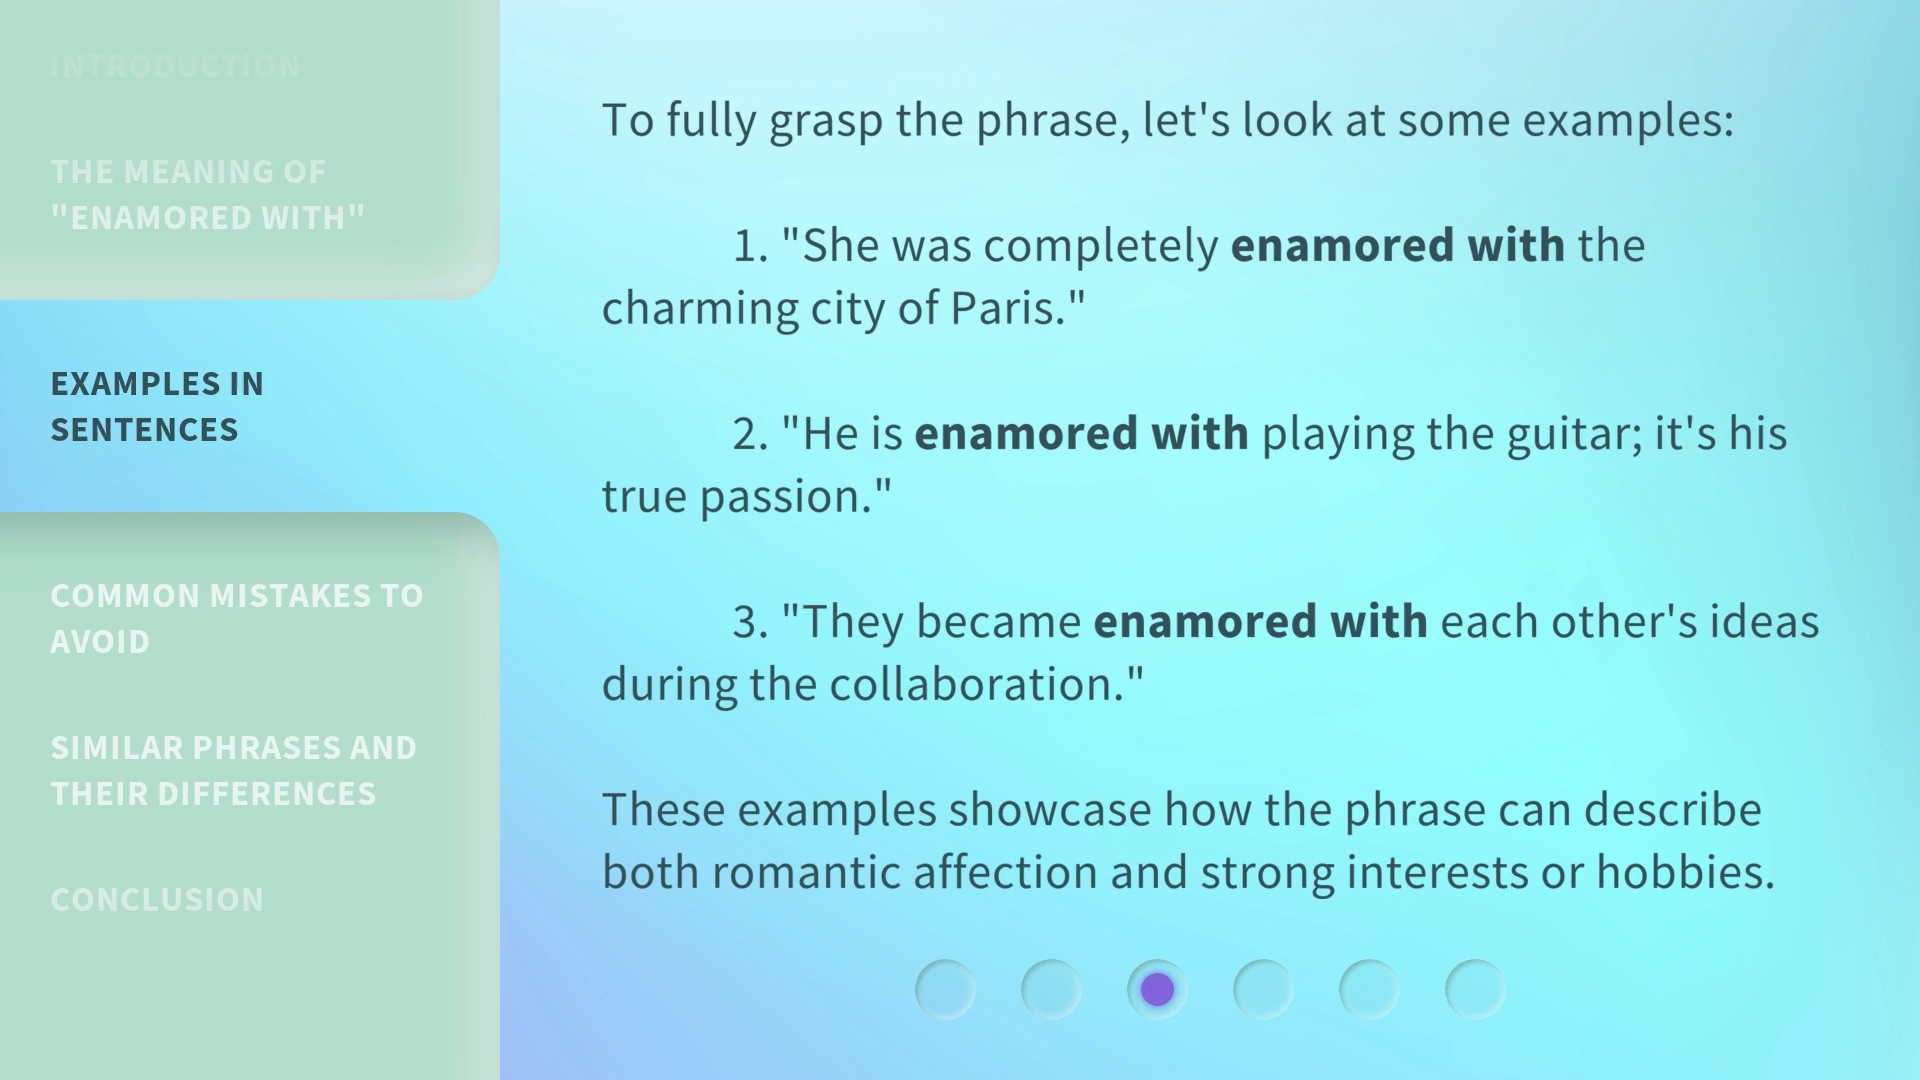 INTRODUCTION
THE MEANING OF
"ENAMORED WITH"
EXAMPLES IN
SENTENCES
COMMON MISTAKES TO
AVOID
SIMILAR PHRASES AND
THEIR DIFFERENCES
CONCLUSION
To fully grasp the phrase, let's look at some examples:
1. "She was completely enamored with the
charming city of Paris."
2. "He is enamored with playing the guitar; it's his
true passion."
3. "They became enamored with each other's ideas
during the collaboration."
These examples showcase how the phrase can describe
both romantic affection and strong interests or hobbies.